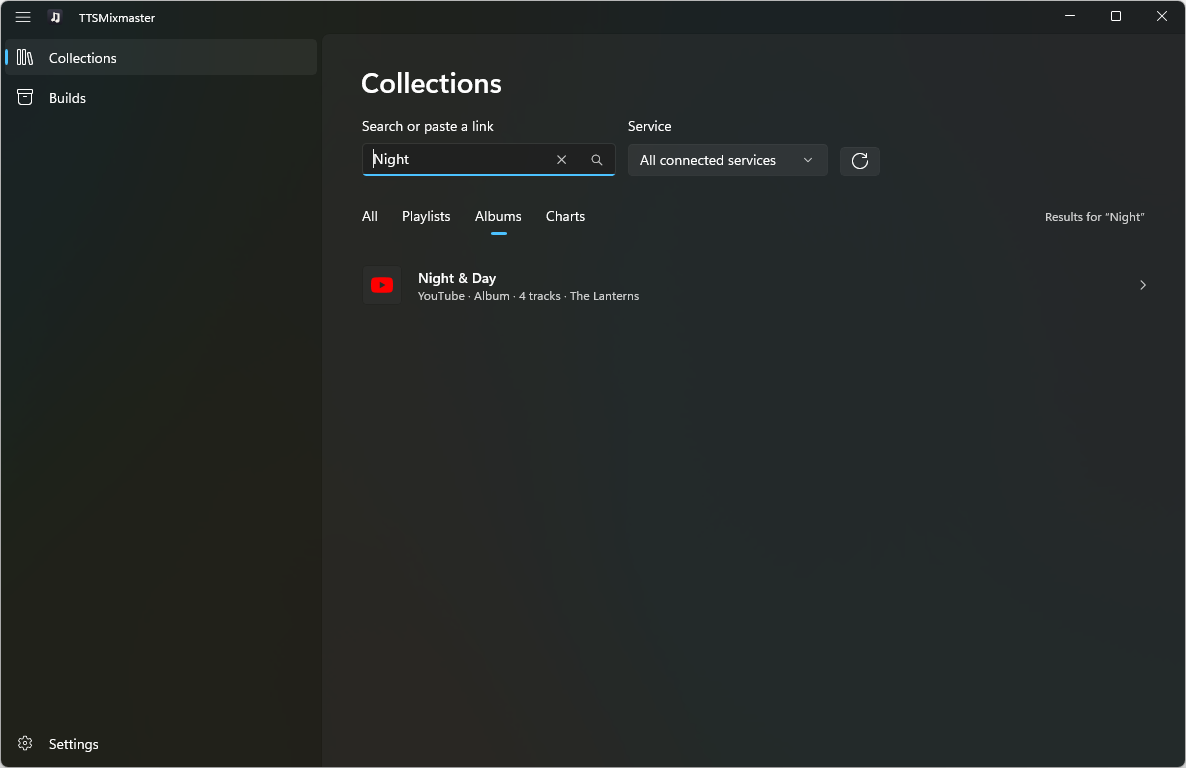 TTSMixmaster
Collections
Builds
Settings
Collections
Search or paste a link
Service
Night
All connected services
All Playlists Albums Charts
Results for “Night”
Night & Day
YouTube · Album · 4 tracks · The Lanterns